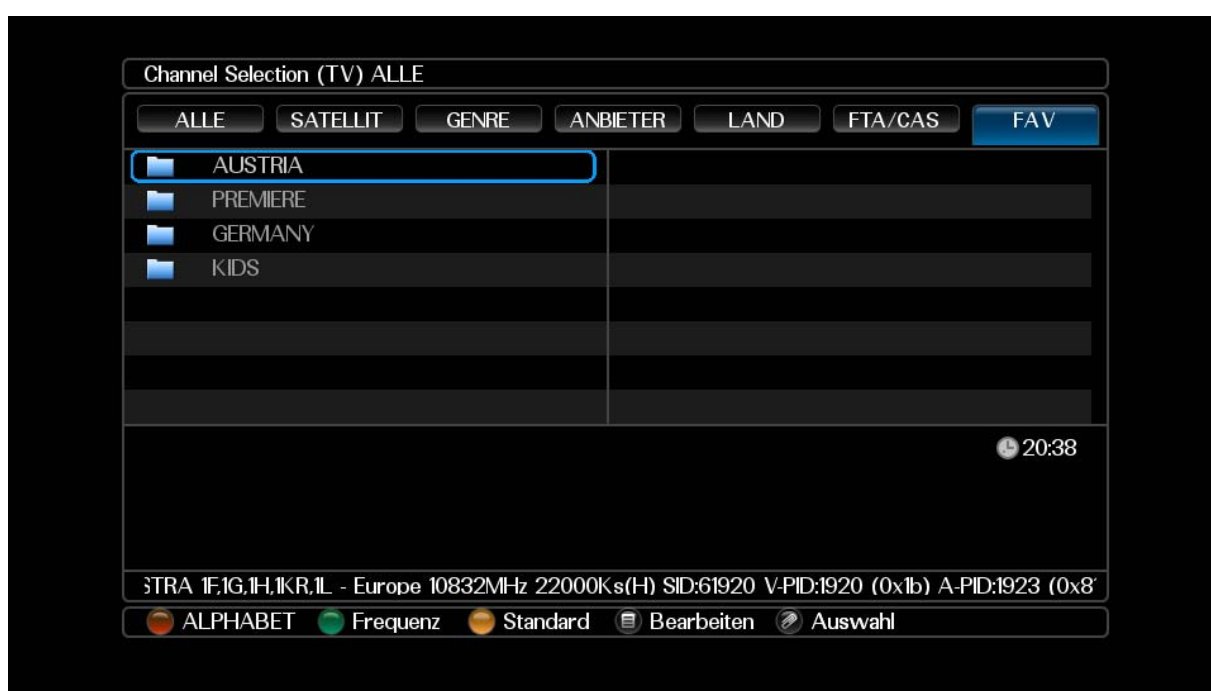 Channel Selection (TV) ALLE
ALLE SATELLIT GENRE ANBIETER LAND FTA/CAS FAV
AUSTRIA
PREMIERE
GERMANY
KIDS
20:38
STRA 1F,1G,1H,1KR,1L - Europe 10832MHz 22000Ks(H) SID:61920 V-PID:1920 (0x1b) A-PID:1923 (0x8
ALPHABET Frequenz Standard Bearbeiten Auswahl